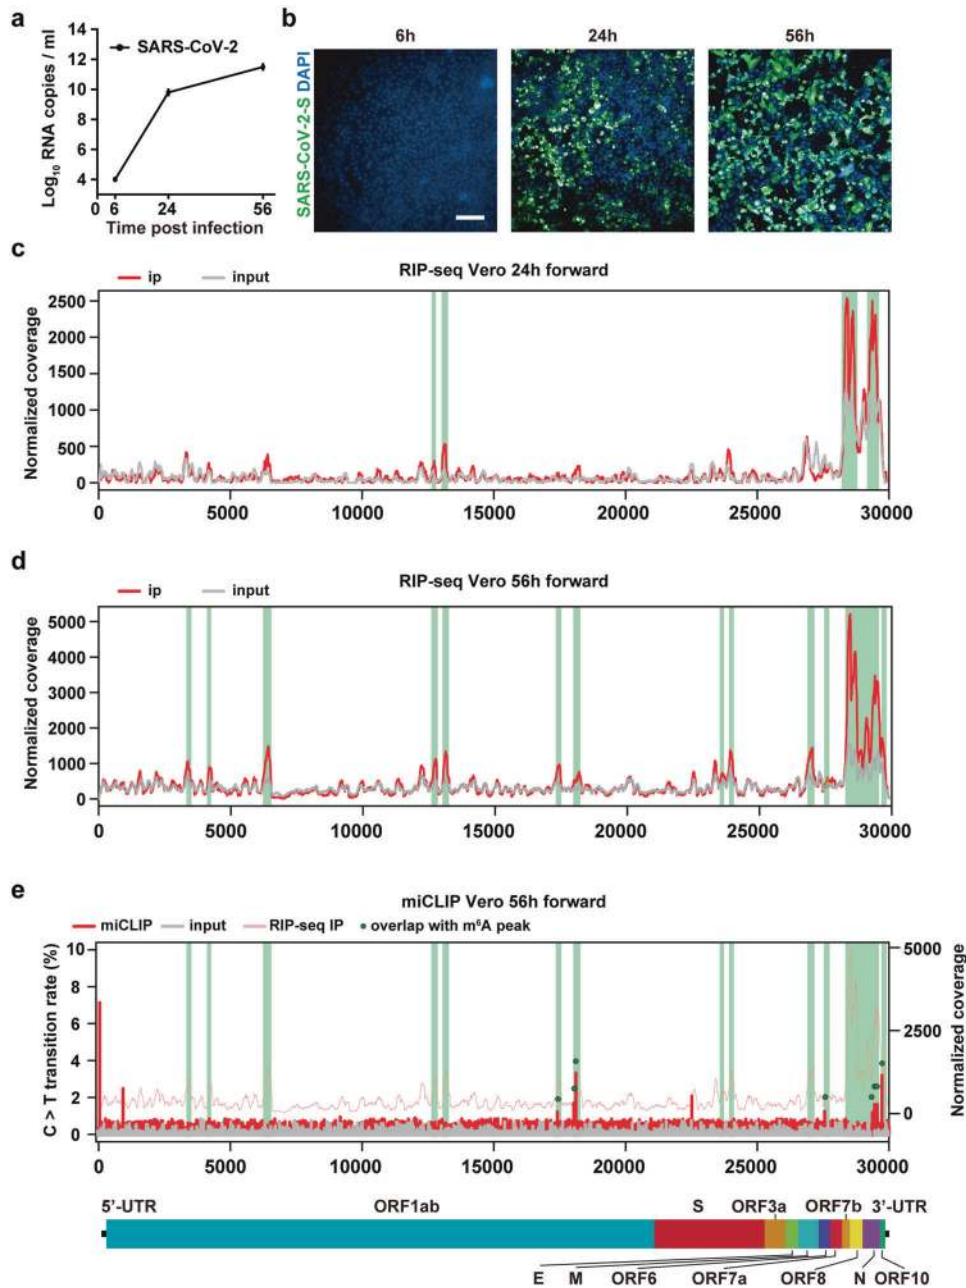 a
SARS-CoV-2
Log10 RNA copies / ml
14
12
10
8
6
4
0
6
24
56
Time post infection
b
6h
24h
56h
SARS-CoV-2-S DAPI
c
RIP-seq Vero 24h forward
ip
input
Normalized coverage
2500
2000
1500
1000
500
0
0
5000
10000
15000
20000
25000
30000
d
RIP-seq Vero 56h forward
ip
input
Normalized coverage
5000
4000
3000
2000
1000
0
0
5000
10000
15000
20000
25000
30000
e
miCLIP Vero 56h forward
miCLIP
input
RIP-seq IP
overlap with m⁶A peak
C > T transition rate (%)
10
8
6
4
2
0
5000
2500
0
Normalized coverage
0
5000
10000
15000
20000
25000
30000
5'-UTR
ORF1ab
S
ORF3a
ORF7b
3'-UTR
E
M
ORF6
ORF7a
ORF8
N
ORF10